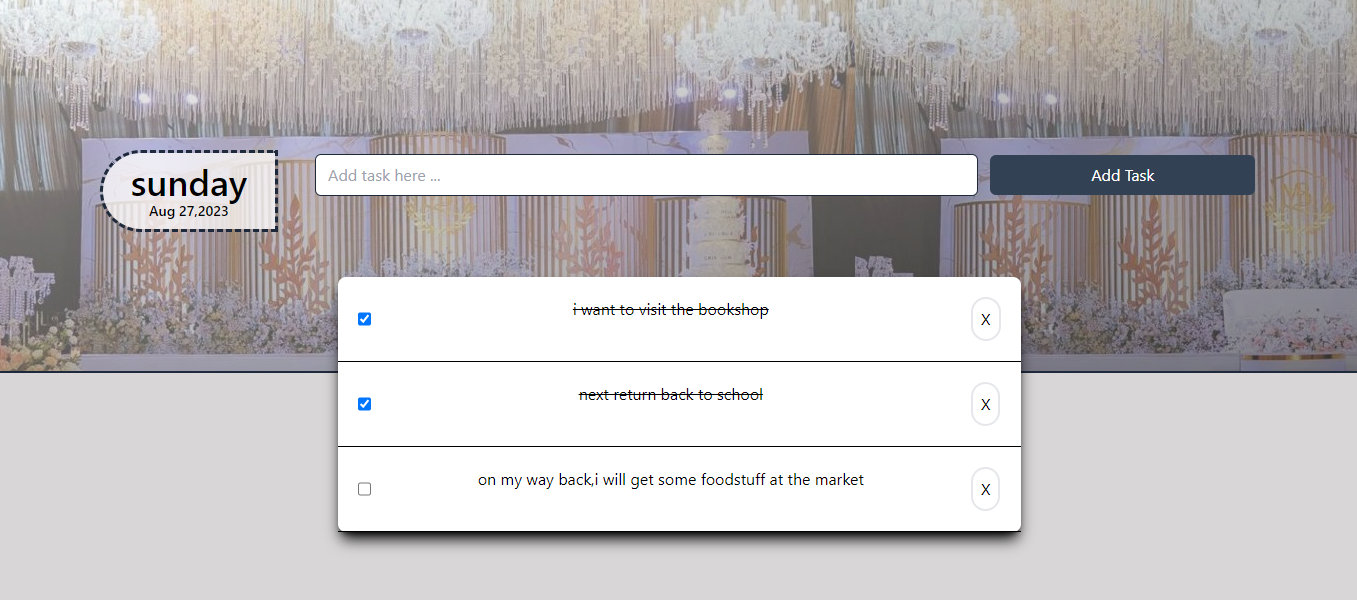 sunday
Aug 27,2023
Add task here ...
Add Task
i want to visit the bookshop
X
next return back to school
X
on my way back,i will get some foodstuff at the market
X